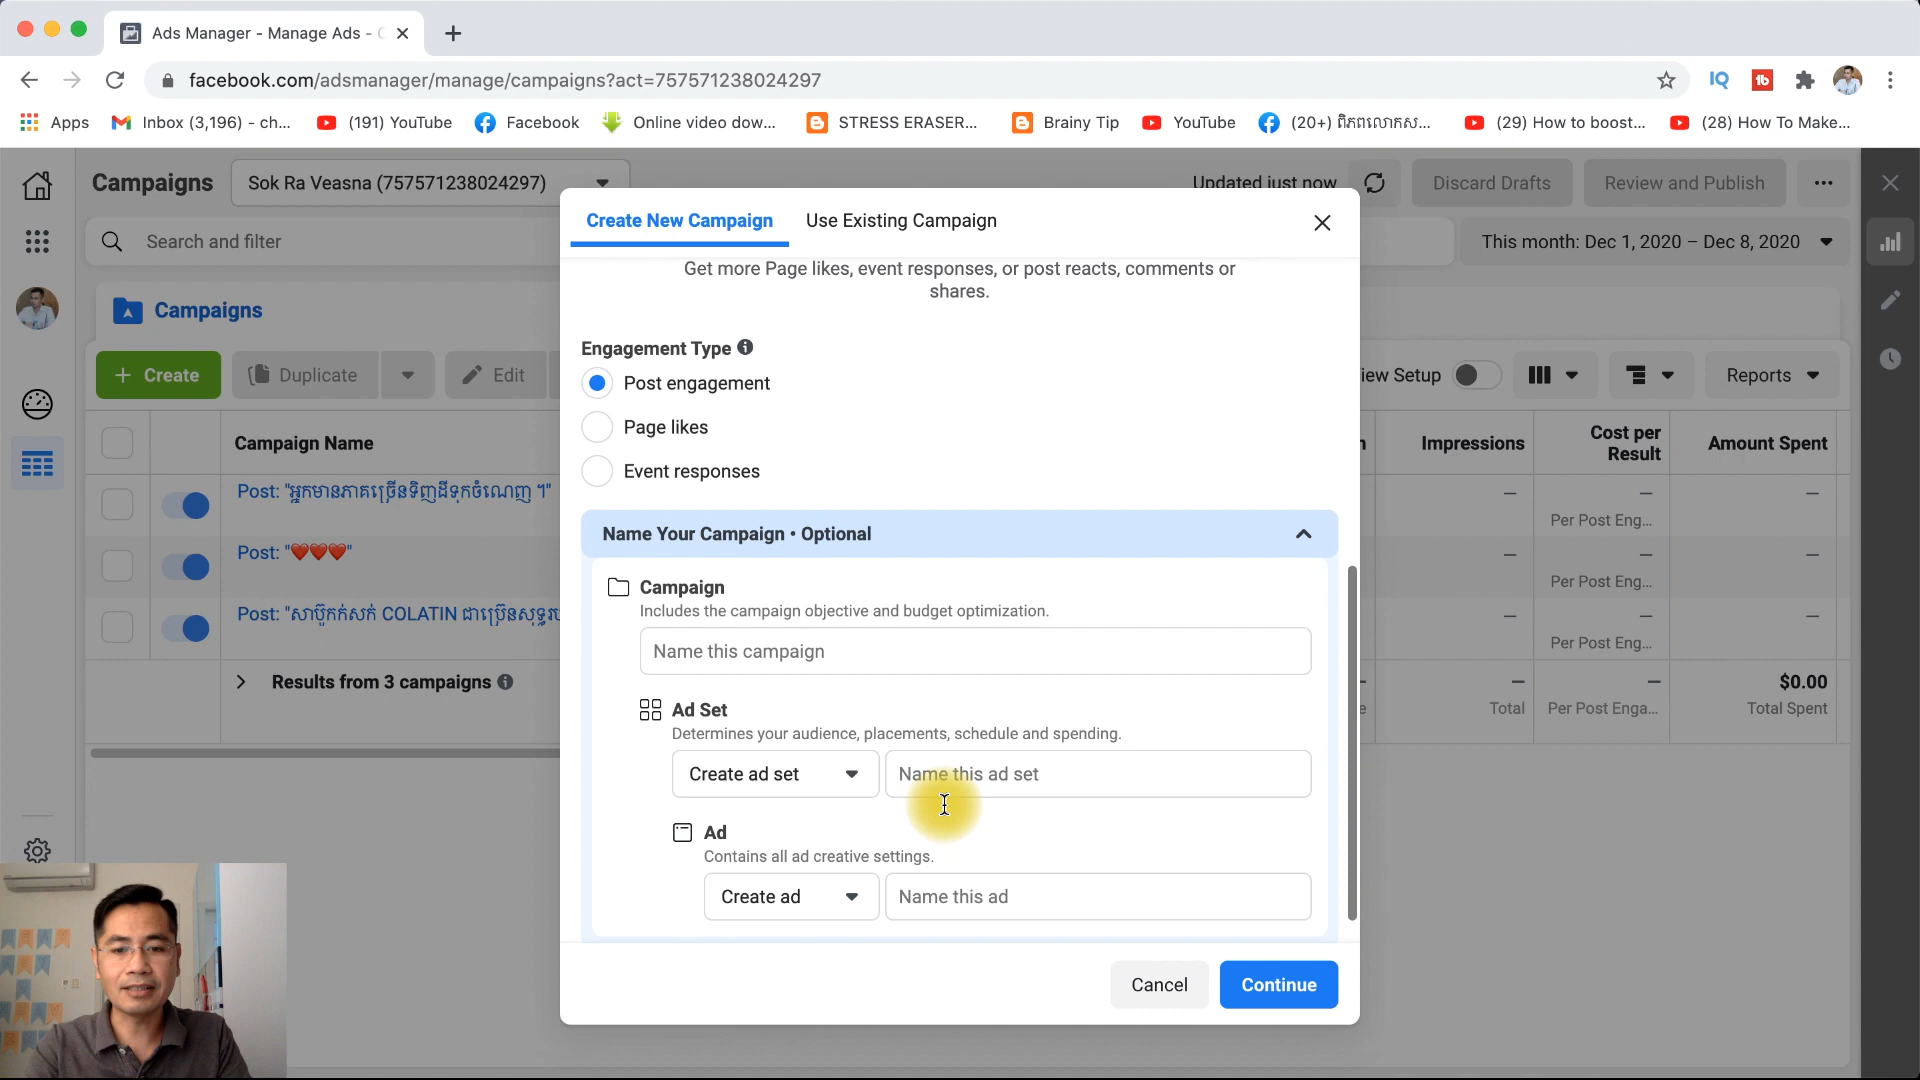 Ads Manager - Manage Ads - C
facebook.com/adsmanager/manage/campaigns?act=757571238024297
Apps
Inbox (3,196) - ch...
(191) YouTube
Facebook
Online video dow...
STRESS ERASER...
Brainy Tip
YouTube
(20+) ពិភពលោកស...
(29) How to boost...
(28) How To Make...
Campaigns
Sok Ra Veasna (757571238024297)
Updated just now
Discard Drafts
Review and Publish
Search and filter
This month: Dec 1, 2020 – Dec 8, 2020
Campaigns
Create
Duplicate
Edit
iew Setup
Reports
Campaign Name
Impressions
Cost per
Result
Amount Spent
Post: "អ្នកមានភាគច្រើនទិញដីទុកចំណេញ ។"
Post: "❤️❤️❤️"
Post: "សាប៊ូកក់សក់ COLATIN ជាប្រ៊េនសុទ្ធរប
— — —
Per Post Eng...
— — —
Per Post Eng...
— — —
Per Post Eng...
Results from 3 campaigns
— — $0.00
Total
Per Post Enga...
Total Spent
Create New Campaign
Use Existing Campaign
Get more Page likes, event responses, or post reacts, comments or
shares.
Engagement Type
Post engagement
Page likes
Event responses
Name Your Campaign • Optional
Campaign
Includes the campaign objective and budget optimization.
Name this campaign
Ad Set
Determines your audience, placements, schedule and spending.
Create ad set
Name this ad set
Ad
Contains all ad creative settings.
Create ad
Name this ad
Cancel
Continue